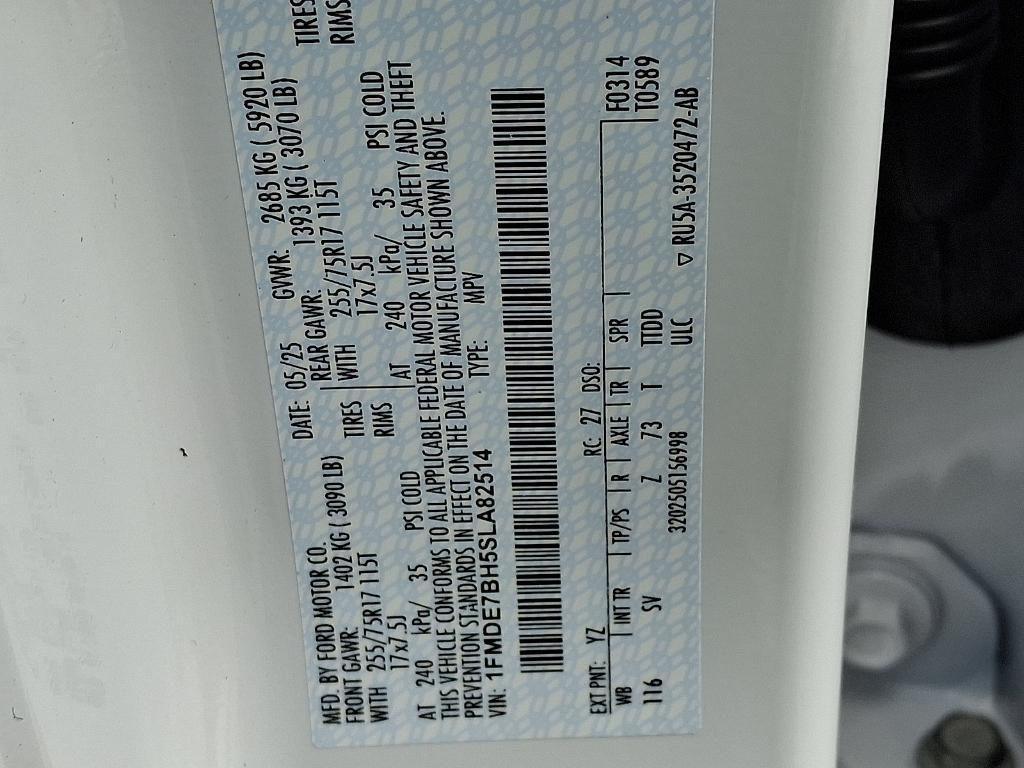 MFD. BY FORD MOTOR CO. DATE: 05/25 GVWR: 2685 KG ( 5920 LB)
FRONT GAWR: 1402 KG ( 3090 LB) REAR GAWR: 1393 KG ( 3070 LB)
WITH 255/75R17 115T TIRES WITH 255/75R17 115T TIRES
17x7.5J RIMS 17x7.5J RIMS
AT 240 kPa/ 35 PSI COLD AT 240 kPa/ 35 PSI COLD
THIS VEHICLE CONFORMS TO ALL APPLICABLE FEDERAL MOTOR VEHICLE SAFETY AND THEFT
PREVENTION STANDARDS IN EFFECT ON THE DATE OF MANUFACTURE SHOWN ABOVE.
VIN: 1FMDE7BH5SLA82514 TYPE: MPV
EXT PNT: YZ RC: 27 DSO: F0314
WB INT TR TP/PS R AXLE TR SPR T0589
116 SV Z 73 T TTDD
3202505156998 ULC ▽ RU5A-3520472-AB